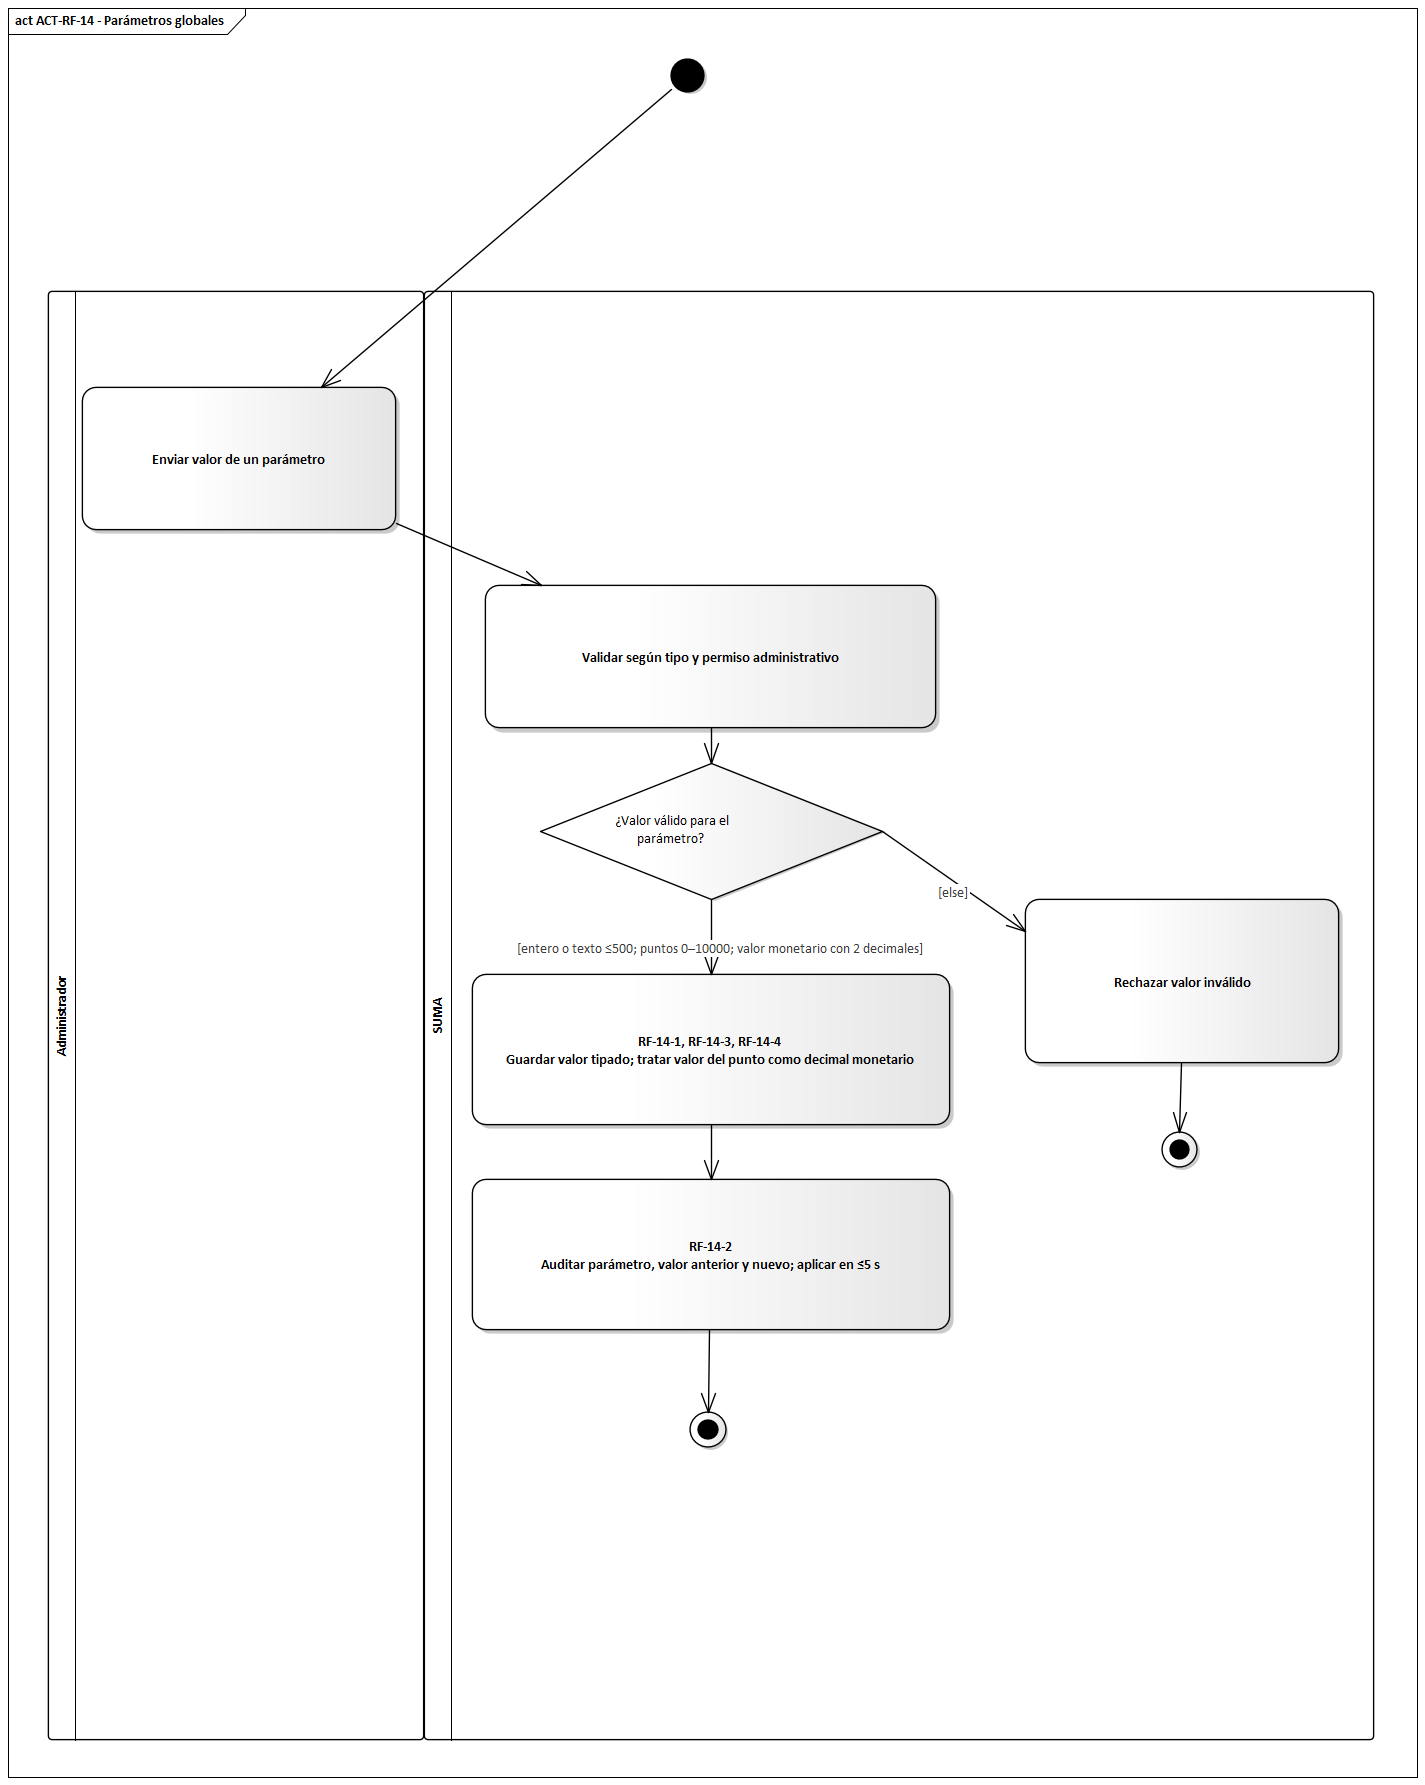 act ACT-RF-14 - Parámetros globales
Administrador
SUMA
Enviar valor de un parámetro
Validar según tipo y permiso administrativo
¿Valor válido para el
parámetro?
[else]
[entero o texto ≤500; puntos 0–10000; valor monetario con 2 decimales]
Rechazar valor inválido
RF-14-1, RF-14-3, RF-14-4
Guardar valor tipado; tratar valor del punto como decimal monetario
RF-14-2
Auditar parámetro, valor anterior y nuevo; aplicar en ≤5 s